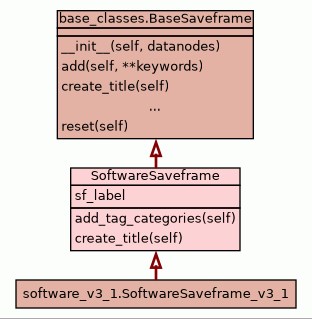 base_classes.BaseSaveframe
__init__(self, datanodes)
add(self, **keywords)
create_title(self)
...
reset(self)
SoftwareSaveframe
sf_label
add_tag_categories(self)
create_title(self)
software_v3_1.SoftwareSaveframe_v3_1